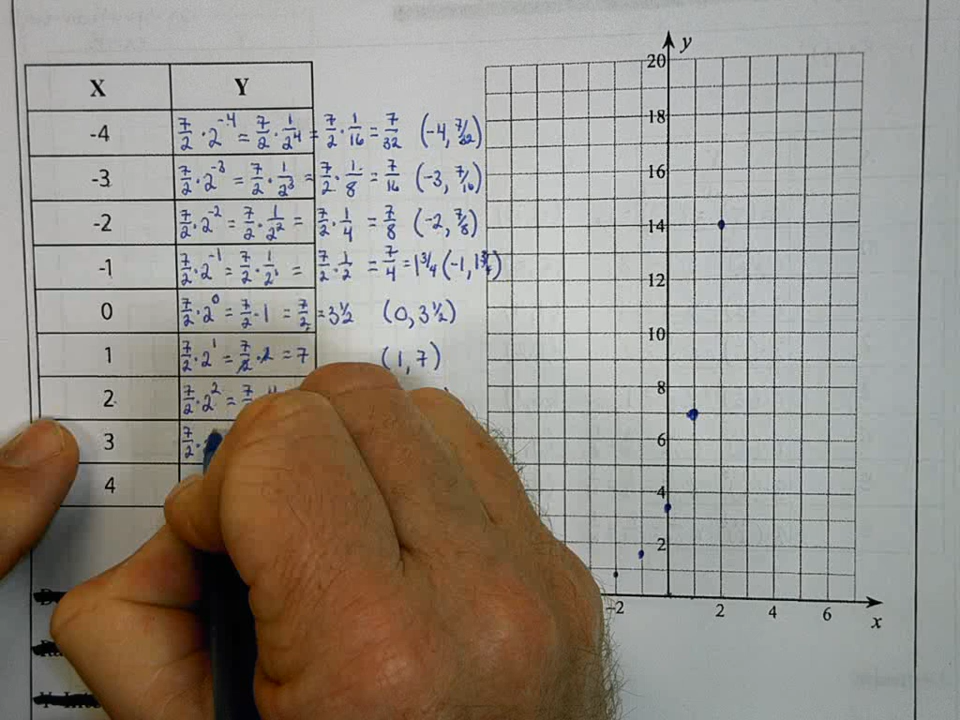 X Y
-4 7/2 · 2^-4 = 7/2 · 1/2^4 = 7/2 · 1/16 = 7/32 (-4, 7/32)
-3 7/2 · 2^-3 = 7/2 · 1/2^3 = 7/2 · 1/8 = 7/16 (-3, 7/16)
-2 7/2 · 2^-2 = 7/2 · 1/2^2 = 7/2 · 1/4 = 7/8 (-2, 7/8)
-1 7/2 · 2^-1 = 7/2 · 1/2^1 = 7/2 · 1/2 = 7/4 = 1 3/4 (-1, 1 3/4)
0 7/2 · 2^0 = 7/2 · 1 = 7/2 = 3 1/2 (0, 3 1/2)
1 7/2 · 2^1 = 7/2 · 2 = 7 (1, 7)
2 7/2 · 2^2 = 7/2 ·
3 7/2 ·
4
y
20
18
16
14
12
10
8
6
4
2
-2 2 4 6
x